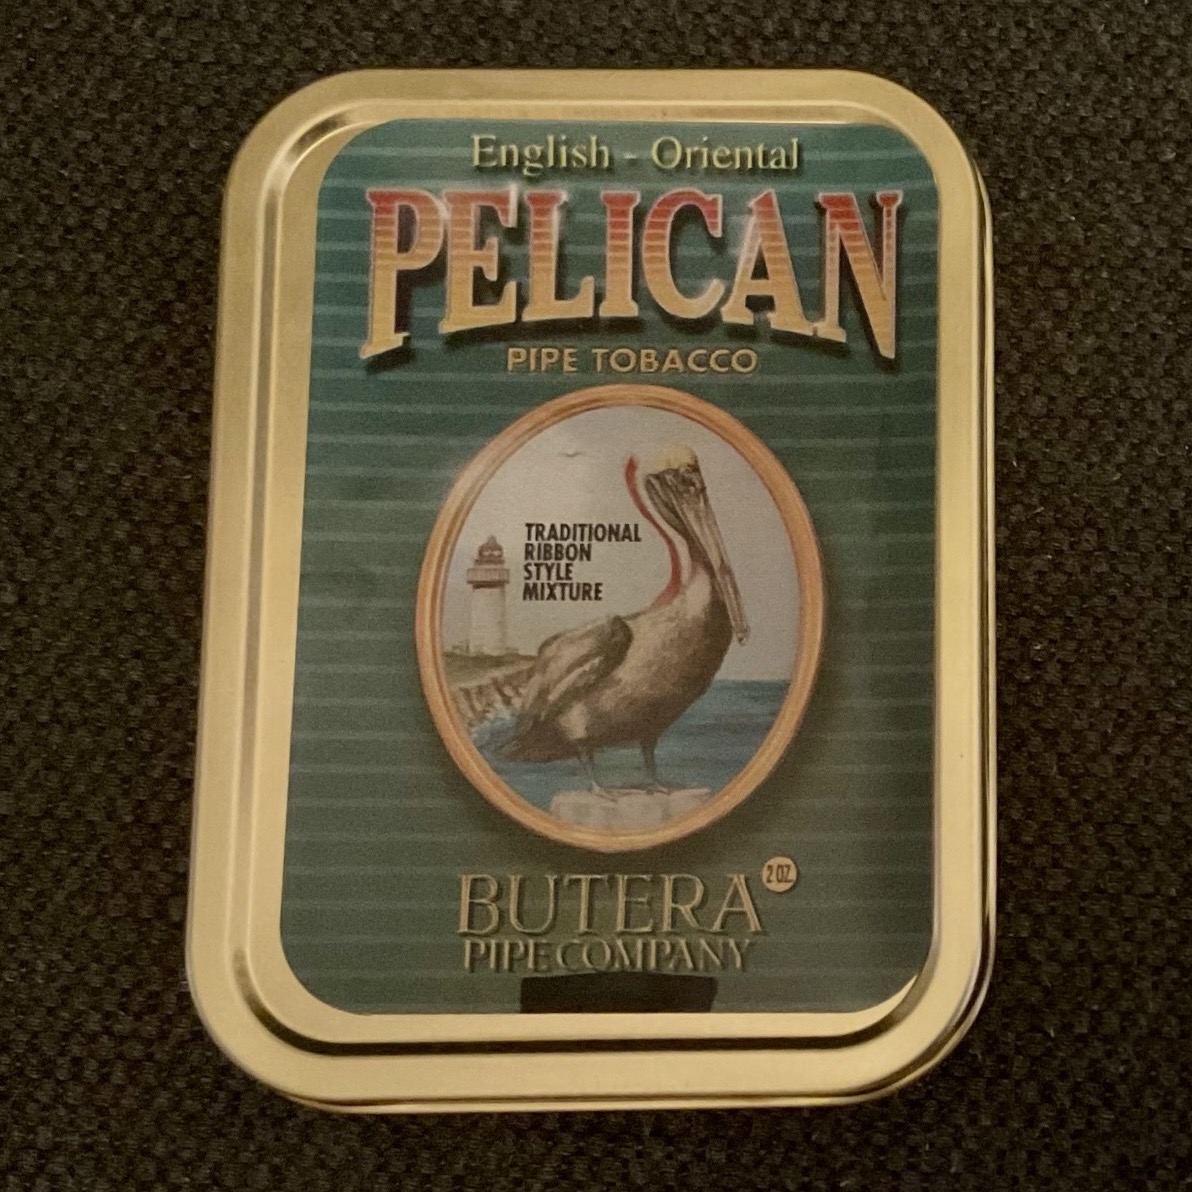 English - Oriental
PELICAN
PIPE TOBACCO
TRADITIONAL
RIBBON
STYLE
MIXTURE
BUTERA
2 OZ.
PIPE COMPANY